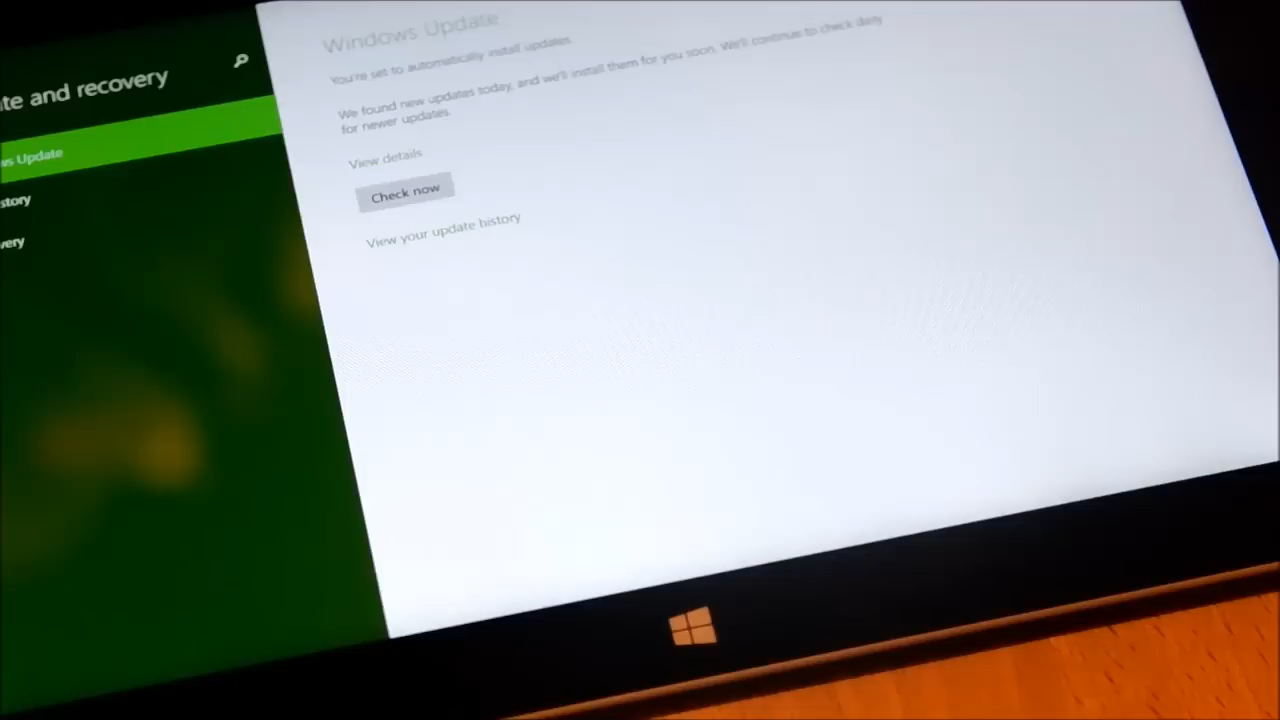 te and recovery
ws Update
story
very
Windows Update
You're set to automatically install updates.
We found new updates today, and we'll install them for you soon. We'll continue to check daily
for newer updates.
View details
Check now
View your update history